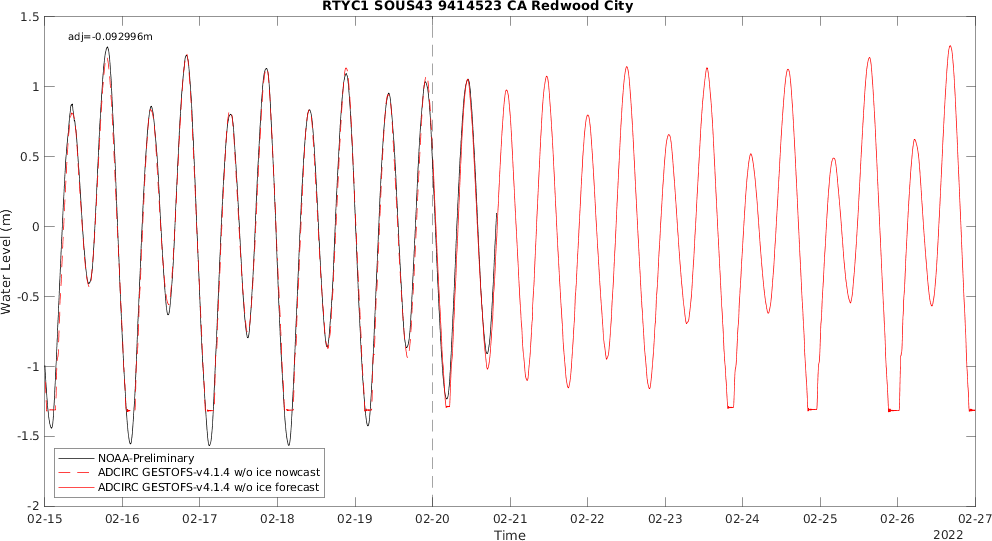 RTYC1 SOUS43 9414523 CA Redwood City
adj=-0.092996m
1.5
1
0.5
0
-0.5
-1
-1.5
-2
Water Level (m)
NOAA-Preliminary
ADCIRC GESTOFS-v4.1.4 w/o ice nowcast
ADCIRC GESTOFS-v4.1.4 w/o ice forecast
02-15 02-16 02-17 02-18 02-19 02-20 02-21 02-22 02-23 02-24 02-25 02-26 02-27
Time
2022